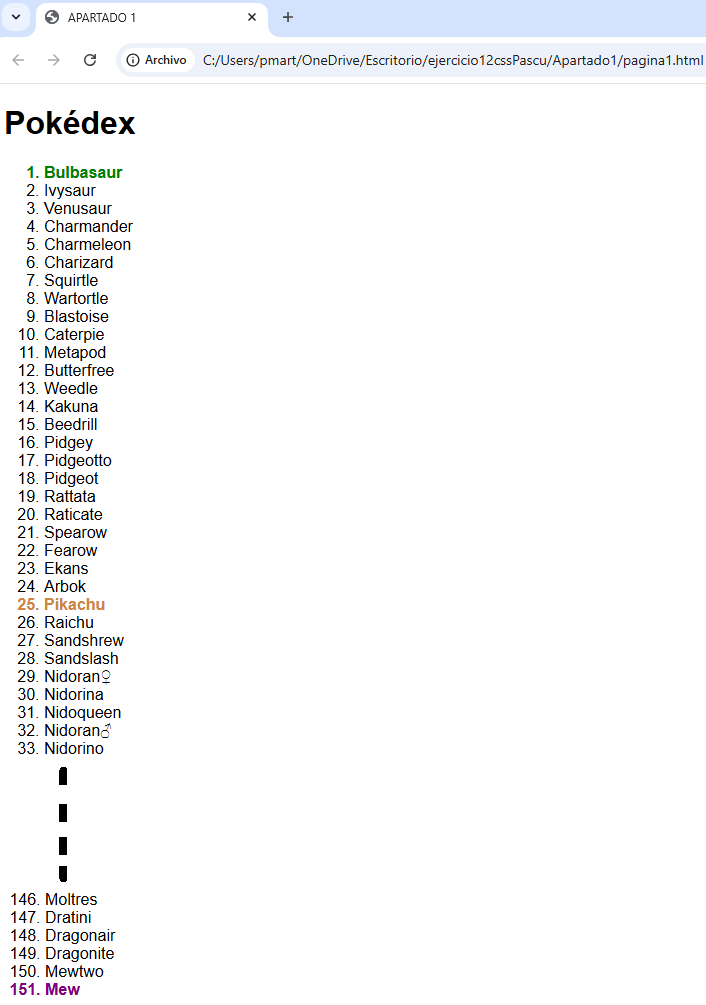 APARTADO 1
Archivo C:/Users/pmart/OneDrive/Escritorio/ejercicio12cssPascu/Apartado1/pagina1.html
Pokédex
1. Bulbasaur
2. Ivysaur
3. Venusaur
4. Charmander
5. Charmeleon
6. Charizard
7. Squirtle
8. Wartortle
9. Blastoise
10. Caterpie
11. Metapod
12. Butterfree
13. Weedle
14. Kakuna
15. Beedrill
16. Pidgey
17. Pidgeotto
18. Pidgeot
19. Rattata
20. Raticate
21. Spearow
22. Fearow
23. Ekans
24. Arbok
25. Pikachu
26. Raichu
27. Sandshrew
28. Sandslash
29. Nidoran♀
30. Nidorina
31. Nidoqueen
32. Nidoran♂
33. Nidorino
146. Moltres
147. Dratini
148. Dragonair
149. Dragonite
150. Mewtwo
151. Mew